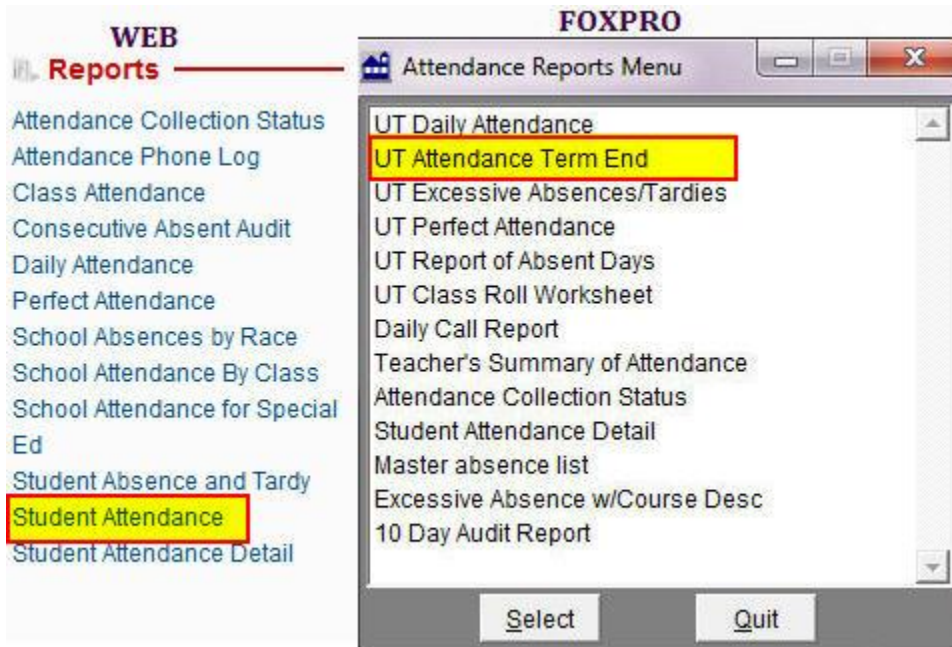 WEB
Reports
Attendance Collection Status
Attendance Phone Log
Class Attendance
Consecutive Absent Audit
Daily Attendance
Perfect Attendance
School Absences by Race
School Attendance By Class
School Attendance for Special
Ed
Student Absence and Tardy
Student Attendance
Student Attendance Detail
FOXPRO
Attendance Reports Menu
UT Daily Attendance
UT Attendance Term End
UT Excessive Absences/Tardies
UT Perfect Attendance
UT Report of Absent Days
UT Class Roll Worksheet
Daily Call Report
Teacher's Summary of Attendance
Attendance Collection Status
Student Attendance Detail
Master absence list
Excessive Absence w/Course Desc
10 Day Audit Report
Select
Quit